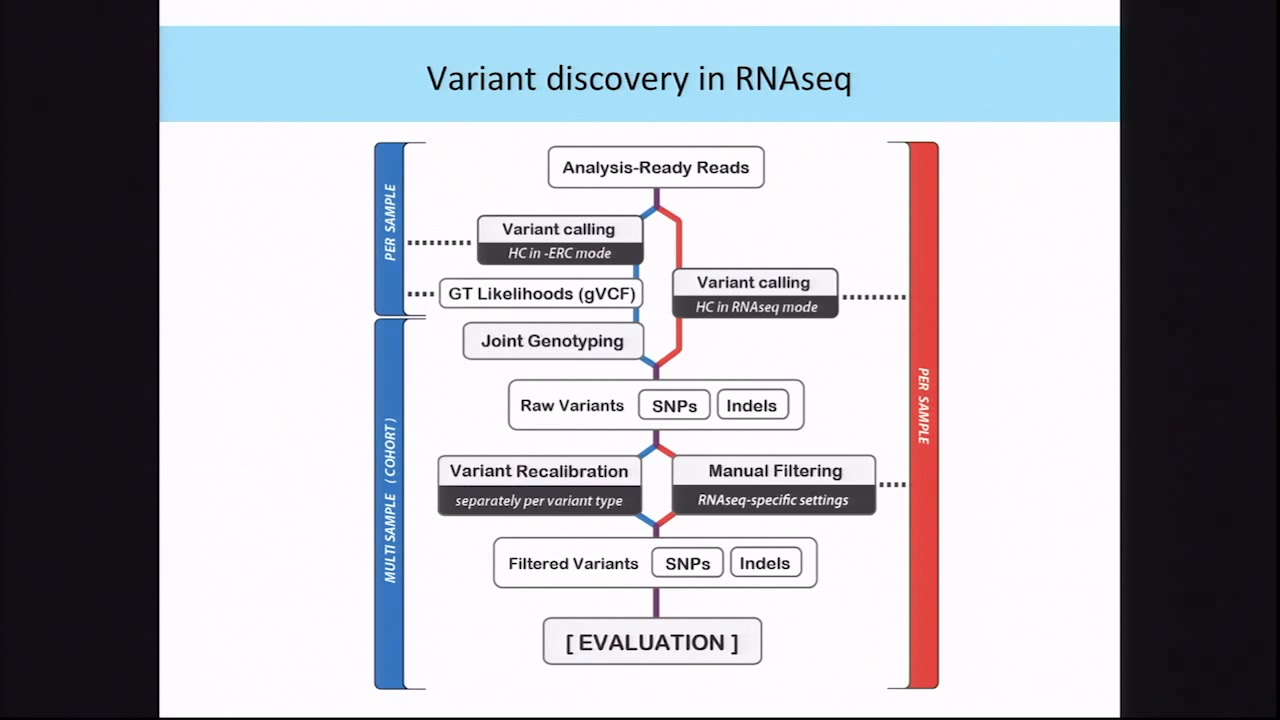 Variant discovery in RNAseq
PER SAMPLE
MULTI SAMPLE (COHORT)
Analysis-Ready Reads
Variant calling
HC in -ERC mode
GT Likelihoods (gVCF)
Joint Genotyping
Variant calling
HC in RNAseq mode
Raw Variants SNPs Indels
Variant Recalibration
separately per variant type
Manual Filtering
RNAseq-specific settings
Filtered Variants SNPs Indels
[ EVALUATION ]
PER SAMPLE